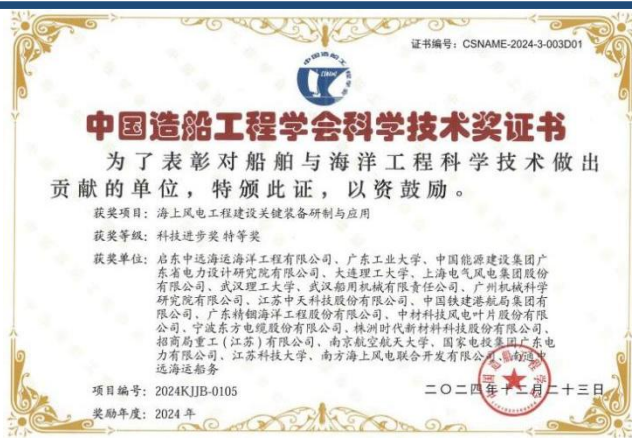 证书编号：CSNAME-2024-3-003D01
中国造船工程学会科学技术奖证书
为了表彰对船舶与海洋工程科学技术做出
贡献的单位，特颁此证，以资鼓励。
获奖项目：海上风电工程建设关键装备研制与应用
获奖等级：科技进步奖 特等奖
获奖单位：启东中远海运海洋工程有限公司、广东工业大学、中国能源建设集团广
东省电力设计研究院有限公司、大连理工大学、上海电气风电集团股份
有限公司、武汉理工大学、武汉船用机械有限责任公司、广州机械科学
研究院有限公司、江苏中天科技股份有限公司、中国铁建港航局集团有
限公司、广东精铟海洋工程股份有限公司、中材科技风电叶片股份有限
公司、宁波东方电缆股份有限公司、株洲时代新材料科技股份有限公司、
招商局重工（江苏）有限公司、南京航空航天大学、国家电投集团广东电
力有限公司、江苏科技大学、南方海上风电联合开发有限公司、南通中
远海运船务
项目编号：2024KJJB-0105
二〇二四年十二月二十三日
奖励年度：2024 年